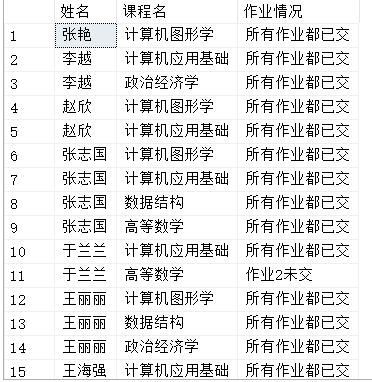 姓名 课程名 作业情况
1 张艳 计算机图形学 所有作业都已交
2 李越 计算机应用基础 所有作业都已交
3 李越 政治经济学 所有作业都已交
4 赵欣 计算机图形学 所有作业都已交
5 赵欣 计算机应用基础 所有作业都已交
6 张志国 计算机图形学 所有作业都已交
7 张志国 计算机应用基础 所有作业都已交
8 张志国 数据结构 所有作业都已交
9 张志国 高等数学 所有作业都已交
10 于兰兰 计算机应用基础 所有作业都已交
11 于兰兰 高等数学 作业2未交
12 王丽丽 计算机图形学 所有作业都已交
13 王丽丽 数据结构 所有作业都已交
14 王丽丽 政治经济学 所有作业都已交
15 王海强 计算机应用基础 所有作业都已交